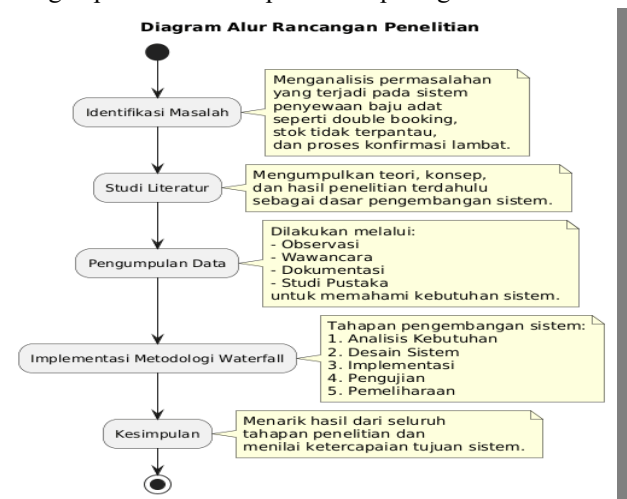 Diagram Alur Rancangan Penelitian
Identifikasi Masalah
Menganalisis permasalahan
yang terjadi pada sistem
penyewaan baju adat
seperti double booking,
stok tidak terpantau,
dan proses konfirmasi lambat.
Studi Literatur
Mengumpulkan teori, konsep,
dan hasil penelitian terdahulu
sebagai dasar pengembangan sistem.
Pengumpulan Data
Dilakukan melalui:
- Observasi
- Wawancara
- Dokumentasi
- Studi Pustaka
untuk memahami kebutuhan sistem.
Implementasi Metodologi Waterfall
Tahapan pengembangan sistem:
1. Analisis Kebutuhan
2. Desain Sistem
3. Implementasi
4. Pengujian
5. Pemeliharaan
Kesimpulan
Menarik hasil dari seluruh
tahapan penelitian dan
menilai ketercapaian tujuan sistem.